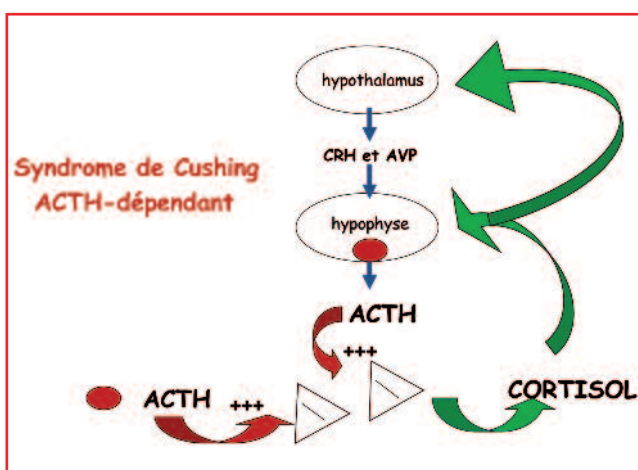 hypothalamus
Syndrome de Cushing
ACTH-dépendant
CRH et AVP
hypophyse
ACTH
+++
ACTH
+++
CORTISOL